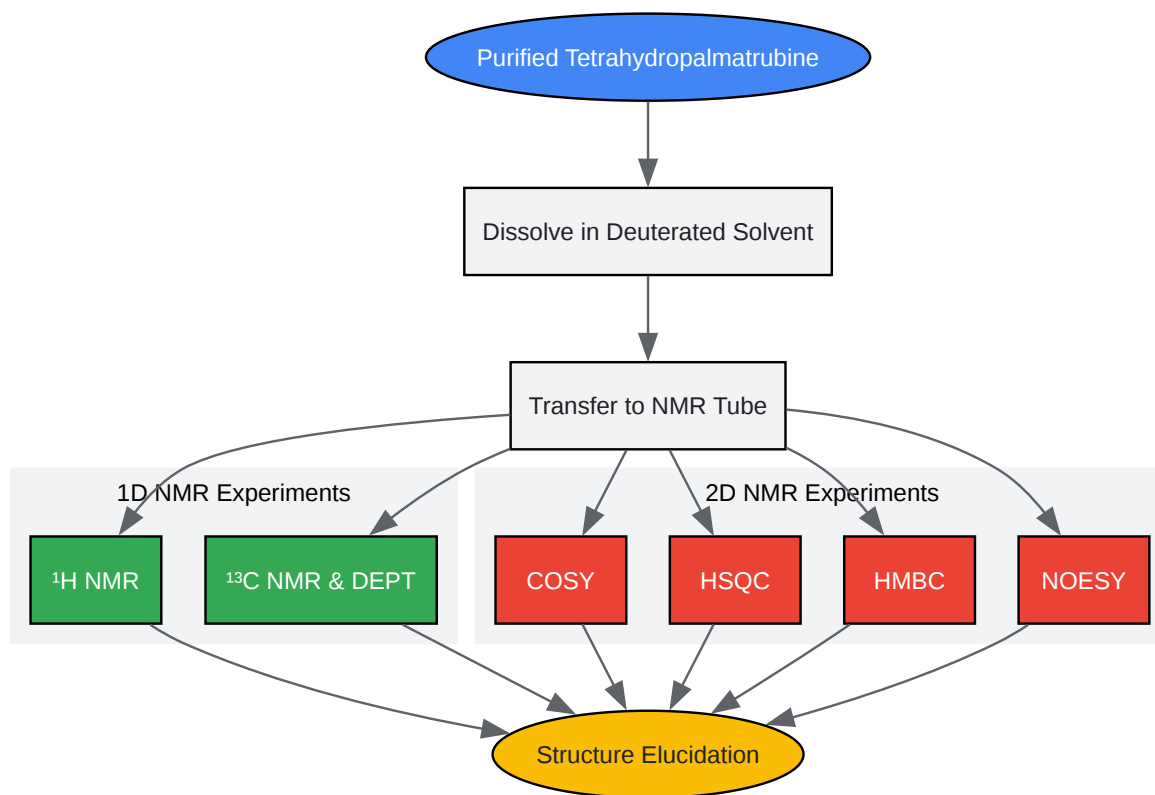 Purified Tetrahydropalmatrubine
Dissolve in Deuterated Solvent
Transfer to NMR Tube
1D NMR Experiments
2D NMR Experiments
¹H NMR
¹³C NMR & DEPT
COSY
HSQC
HMBC
NOESY
Structure Elucidation